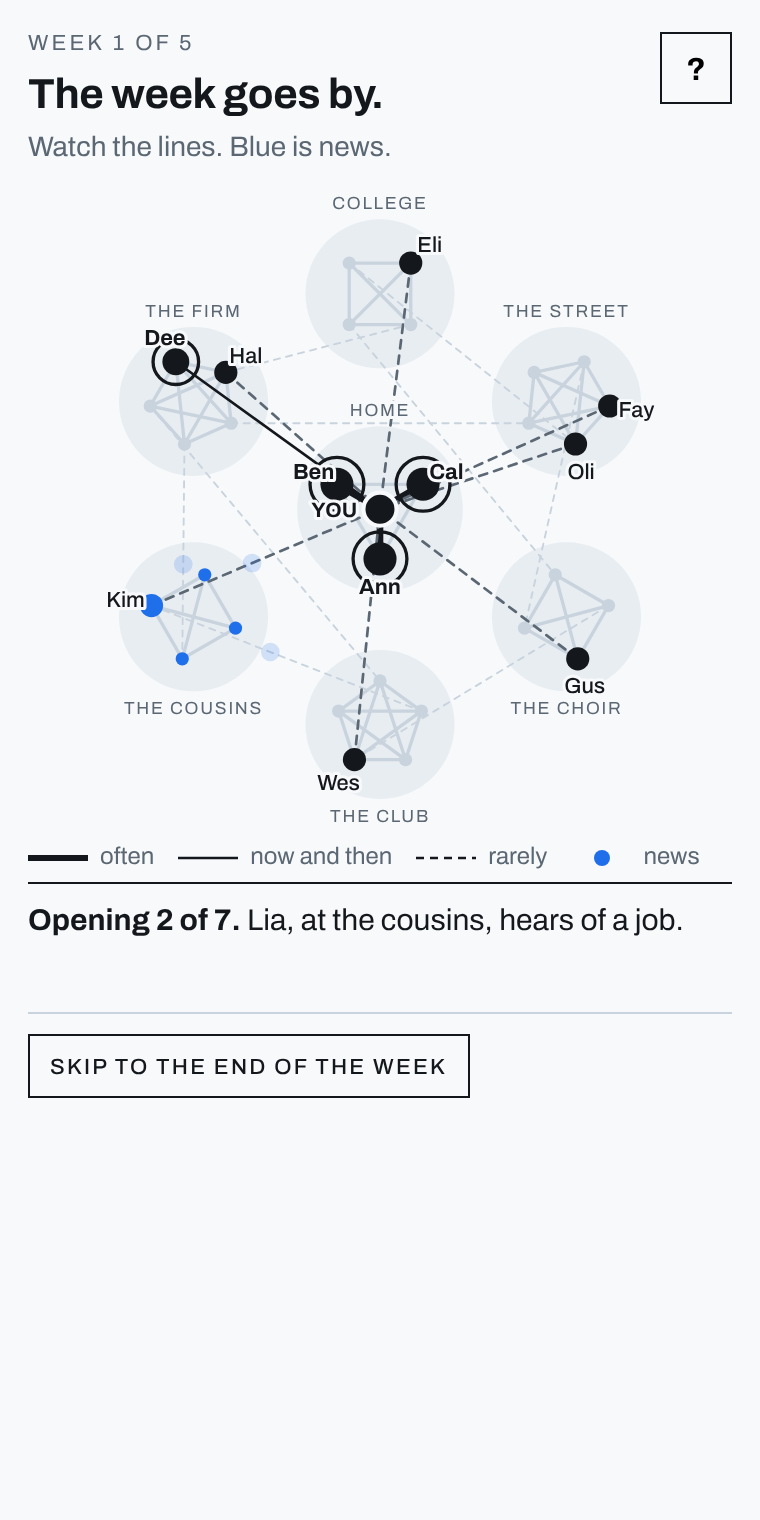 WEEK 1 OF 5
?
The week goes by.
Watch the lines. Blue is news.
COLLEGE
Eli
THE FIRM
THE STREET
Dee
Hal
HOME
Fay
Ben
Cal
Oli
YOU
Ann
Kim
Gus
THE COUSINS
THE CHOIR
Wes
THE CLUB
often
now and then
rarely
news
Opening 2 of 7. Lia, at the cousins, hears of a job.
SKIP TO THE END OF THE WEEK